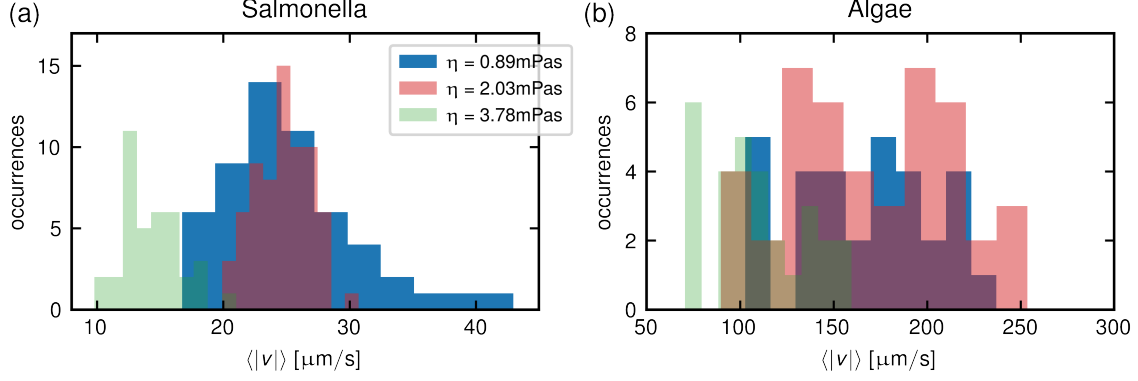 (a) Salmonella
15
10
5
0
occurrences
10 20 30 40
⟨|v|⟩ [μm/s]
η = 0.89mPas
η = 2.03mPas
η = 3.78mPas
(b) Algae
8
6
4
2
0
occurrences
50 100 150 200 250 300
⟨|v|⟩ [μm/s]